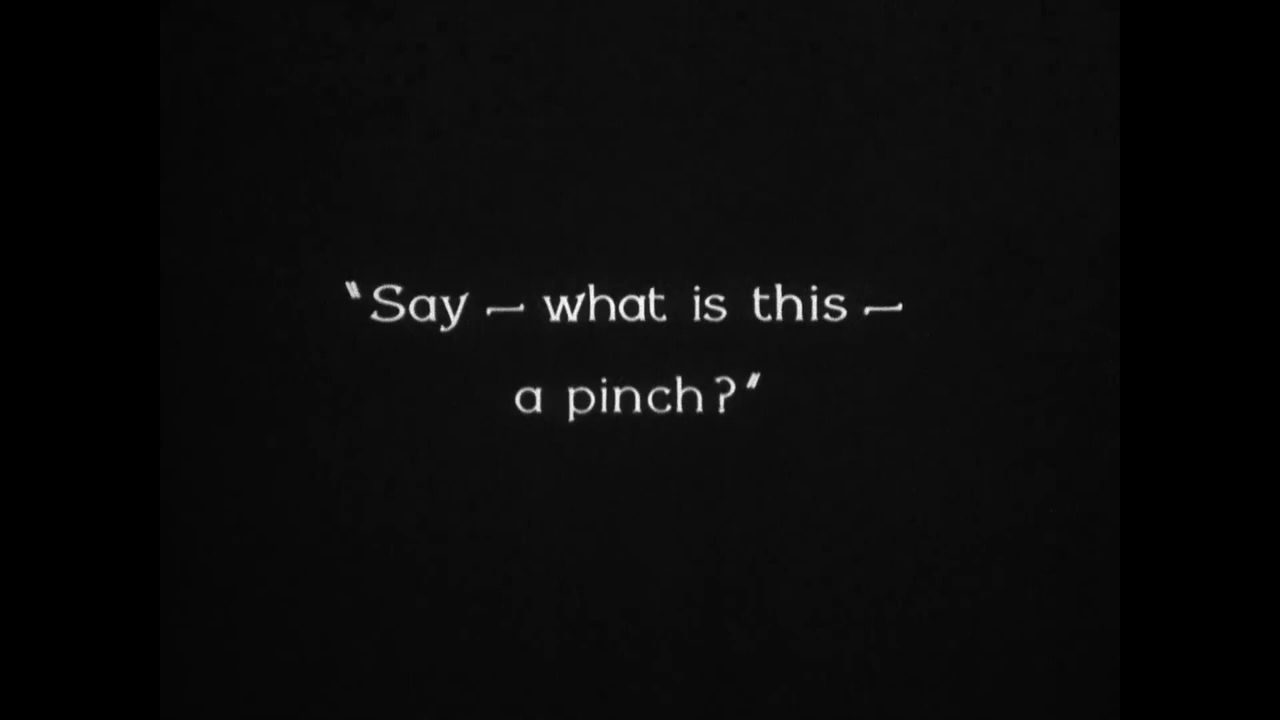 "Say — what is this —
a pinch?"